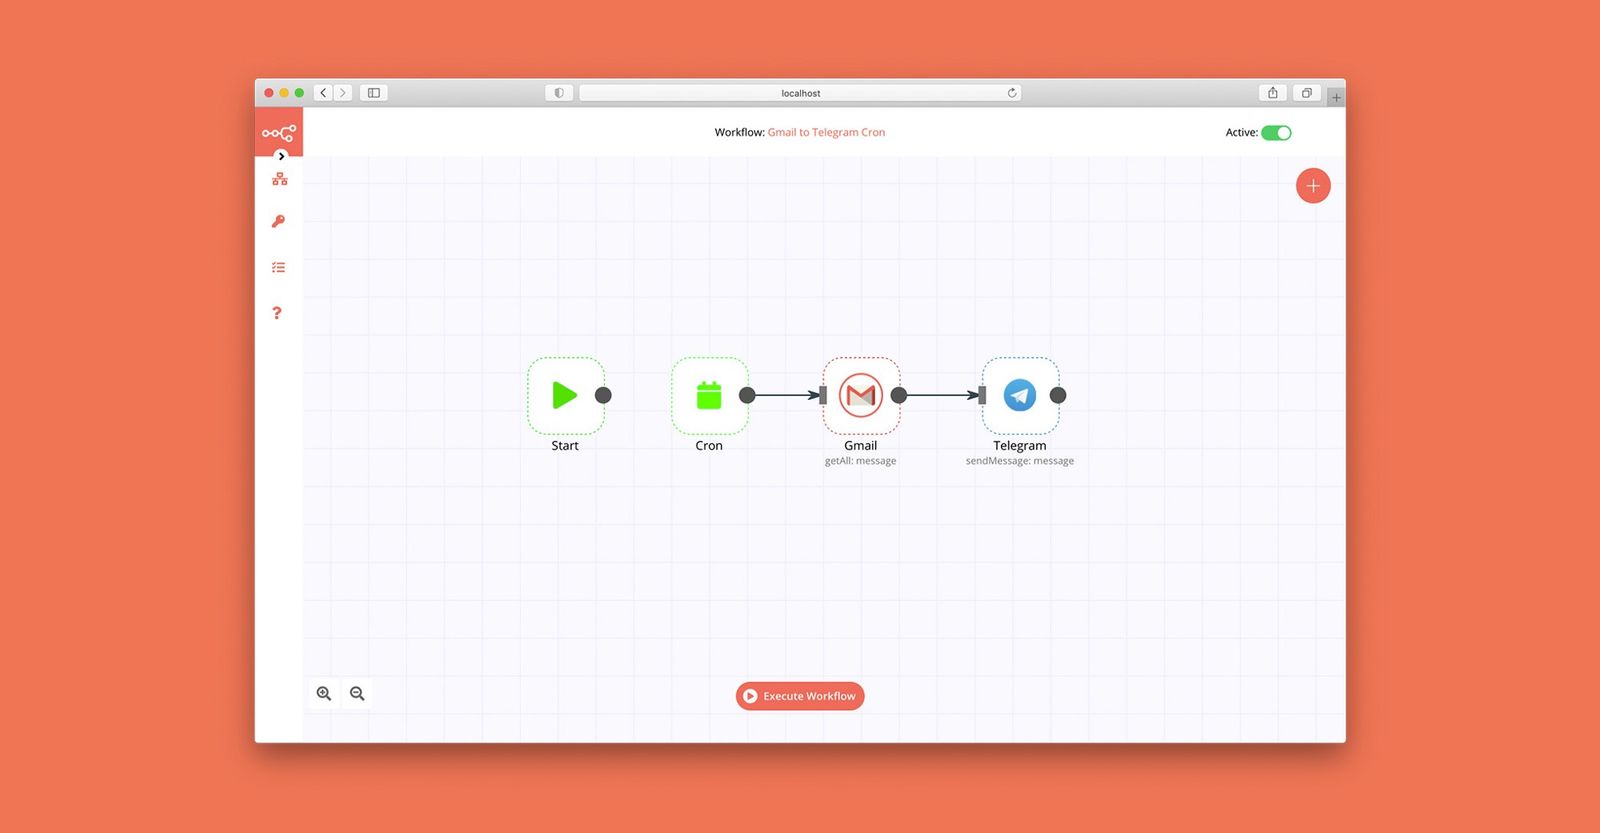 localhost
Workflow: Gmail to Telegram Cron
Active:
Start
Cron
Gmail
getAll: message
Telegram
sendMessage: message
Execute Workflow